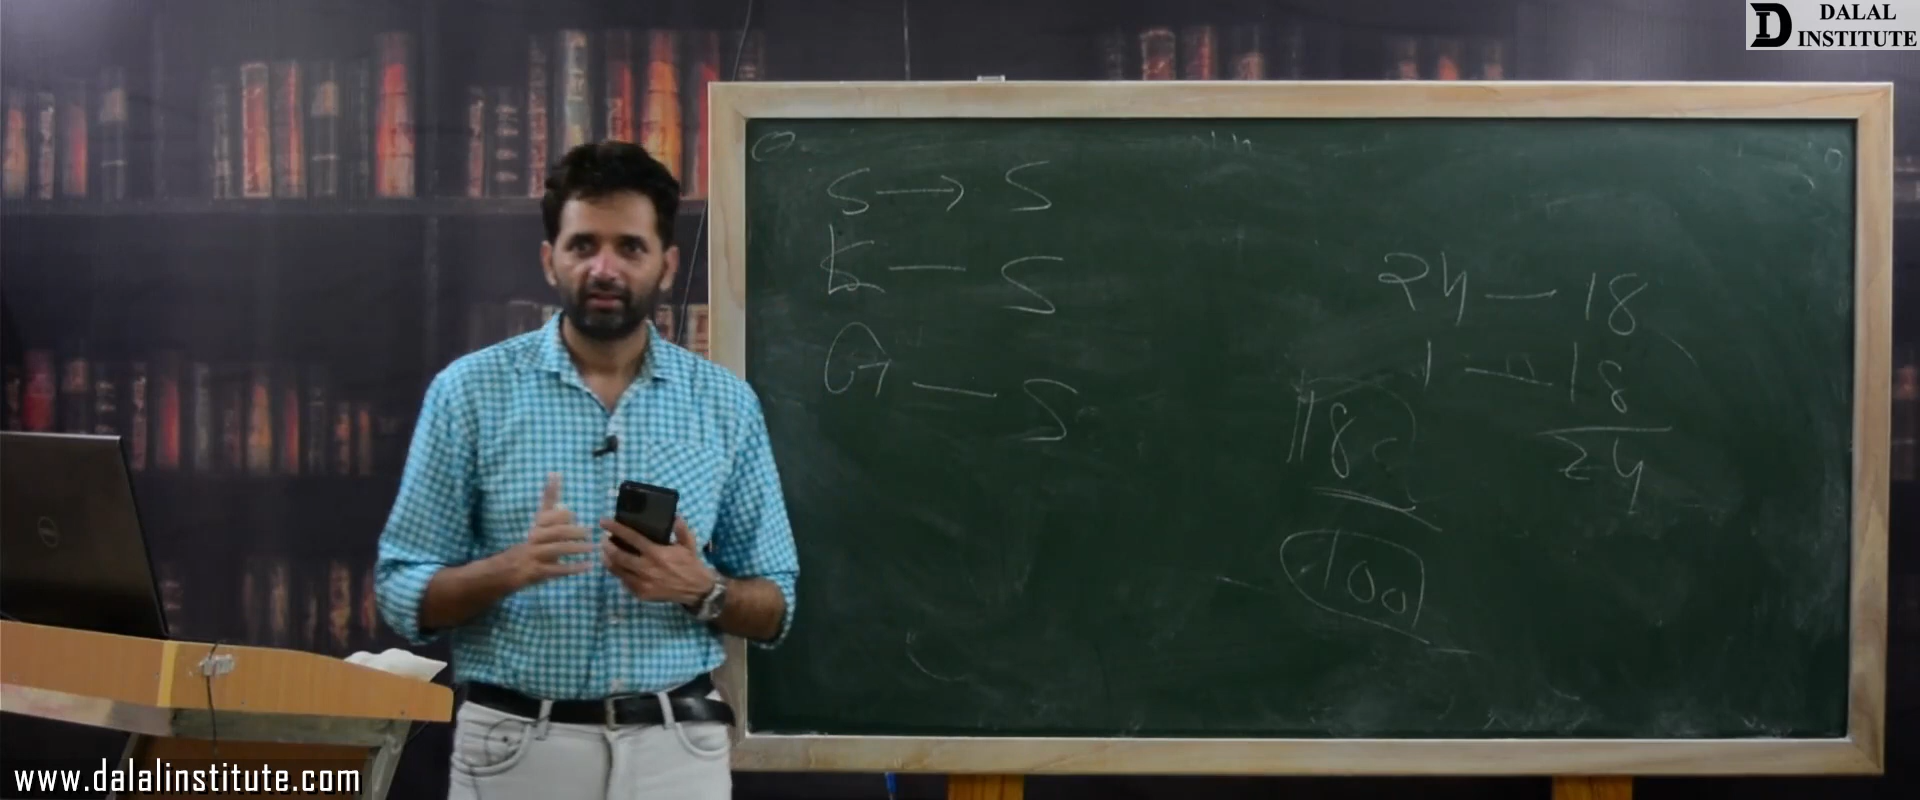 DALAL
INSTITUTE
S → S
K — S
G — S
24 — 18
1 — 18
24
18
100
www.dalalinstitute.com